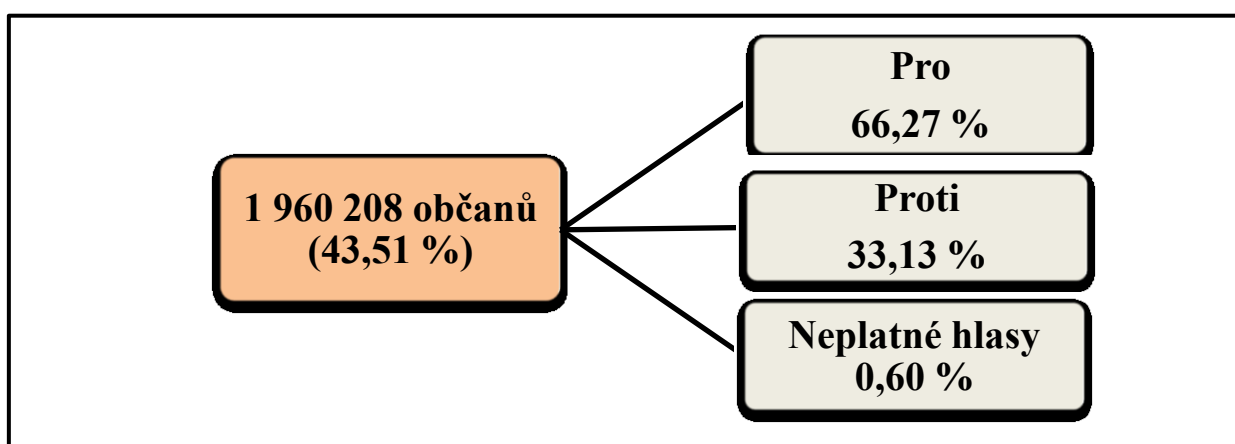 1 960 208 občanů
(43,51 %)
Pro
66,27 %
Proti
33,13 %
Neplatné hlasy
0,60 %